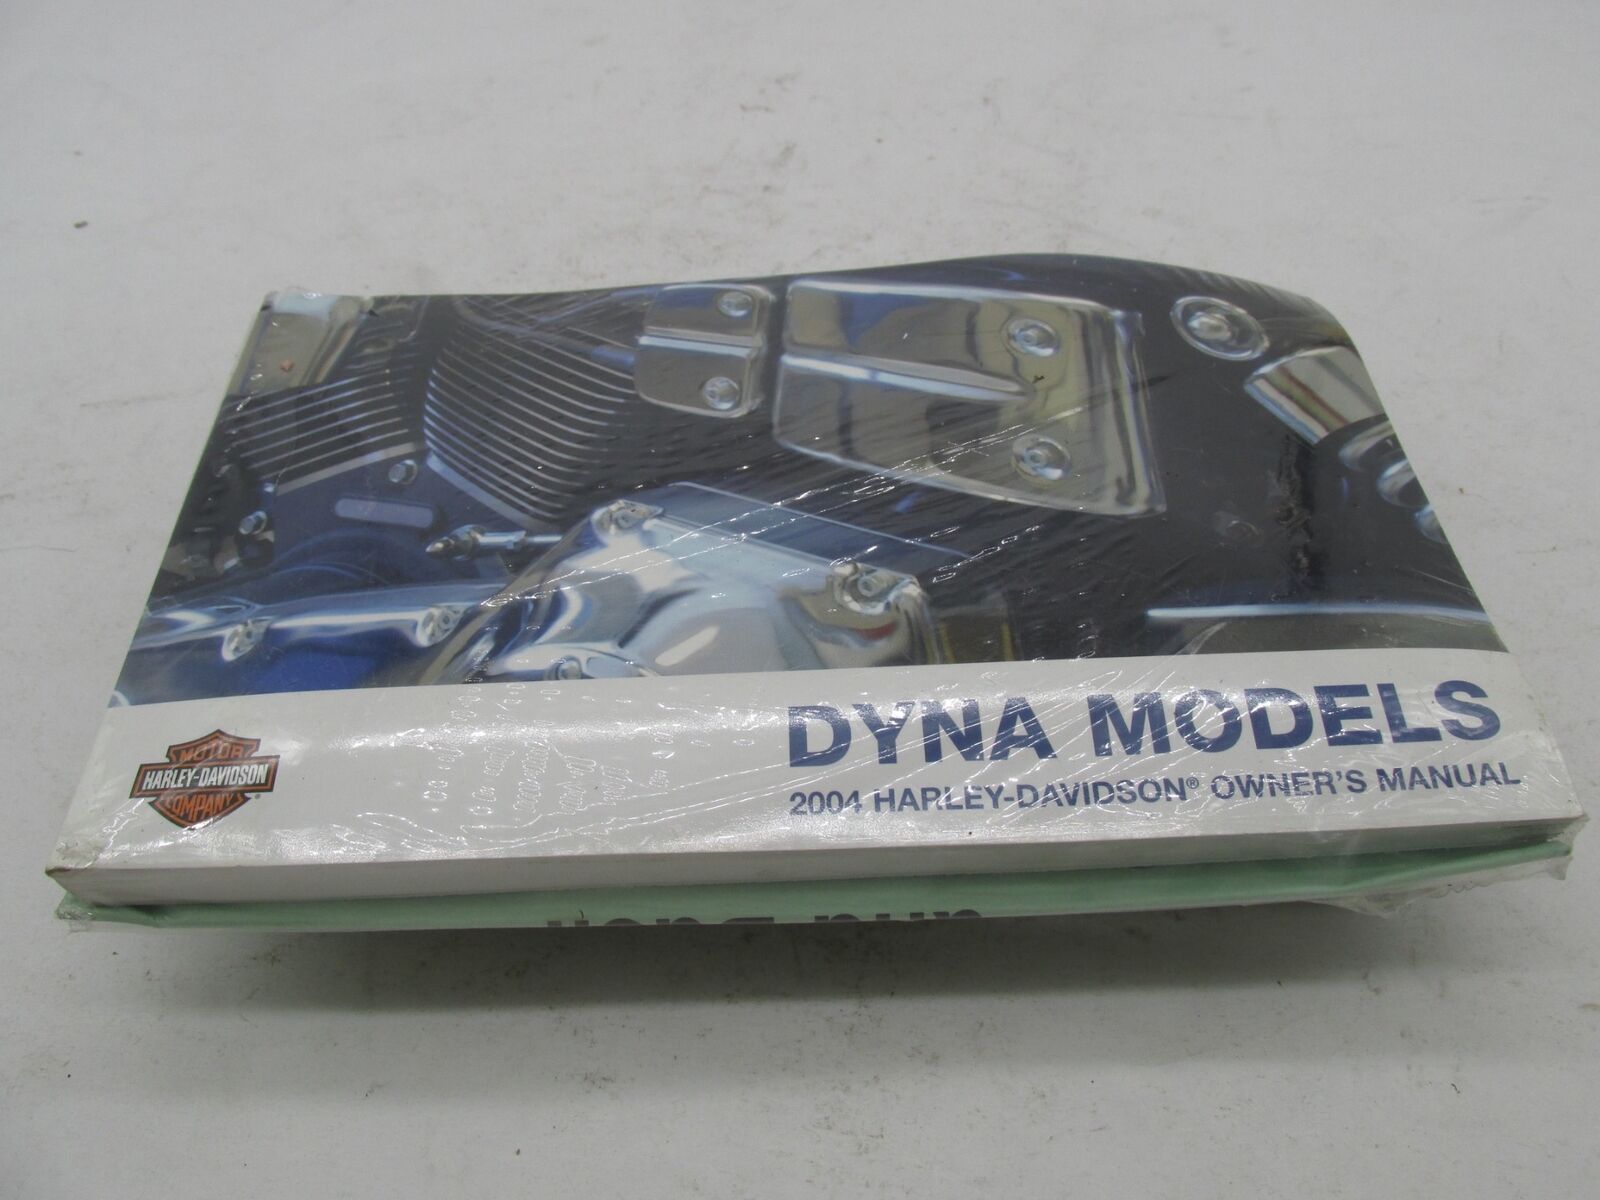 DYNA MODELS
2004 HARLEY-DAVIDSON® OWNER'S MANUAL
MOTOR
HARLEY-DAVIDSON
COMPANY